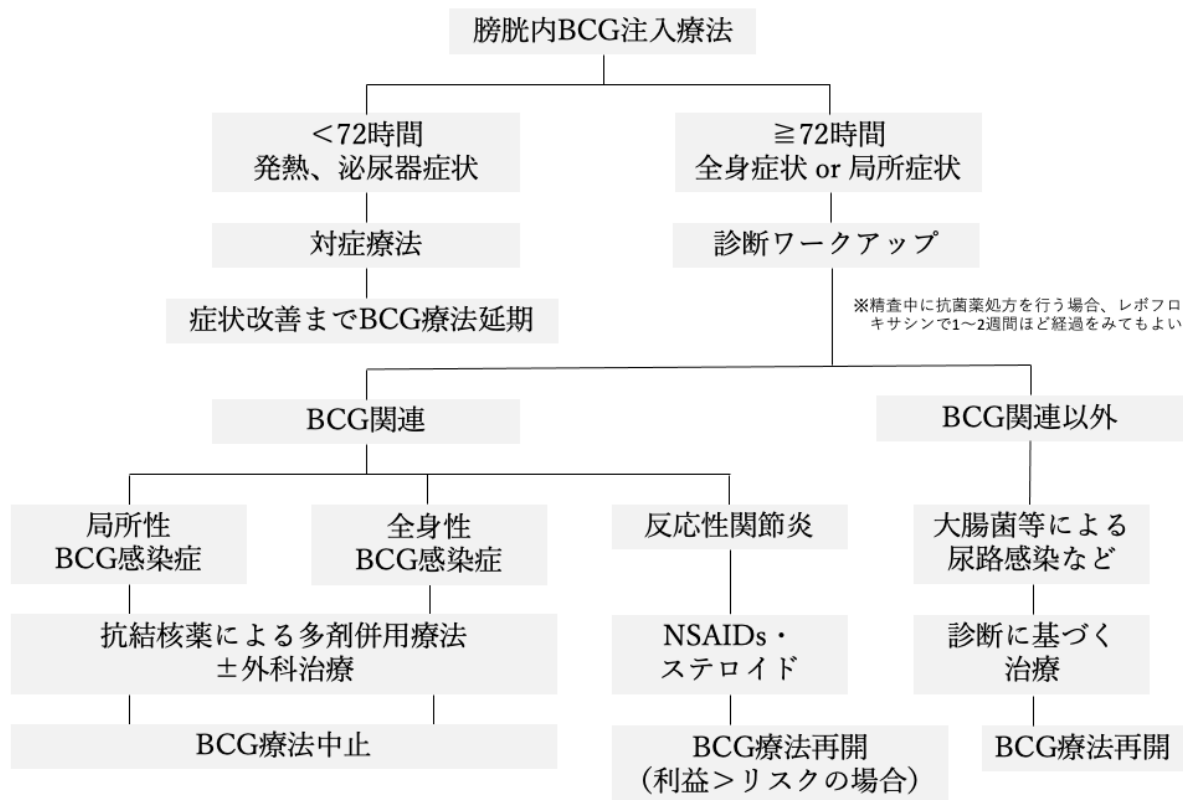 膀胱内BCG注入療法
＜72時間
発熱、泌尿器症状
≧72時間
全身症状 or 局所症状
対症療法
診断ワークアップ
症状改善までBCG療法延期
※精査中に抗菌薬処方を行う場合、レボフロ
キサシンで1〜2週間ほど経過をみてもよい
BCG関連
BCG関連以外
局所性
BCG感染症
全身性
BCG感染症
反応性関節炎
大腸菌等による
尿路感染など
抗結核薬による多剤併用療法
±外科治療
NSAIDs・
ステロイド
診断に基づく
治療
BCG療法中止
BCG療法再開
（利益＞リスクの場合）
BCG療法再開